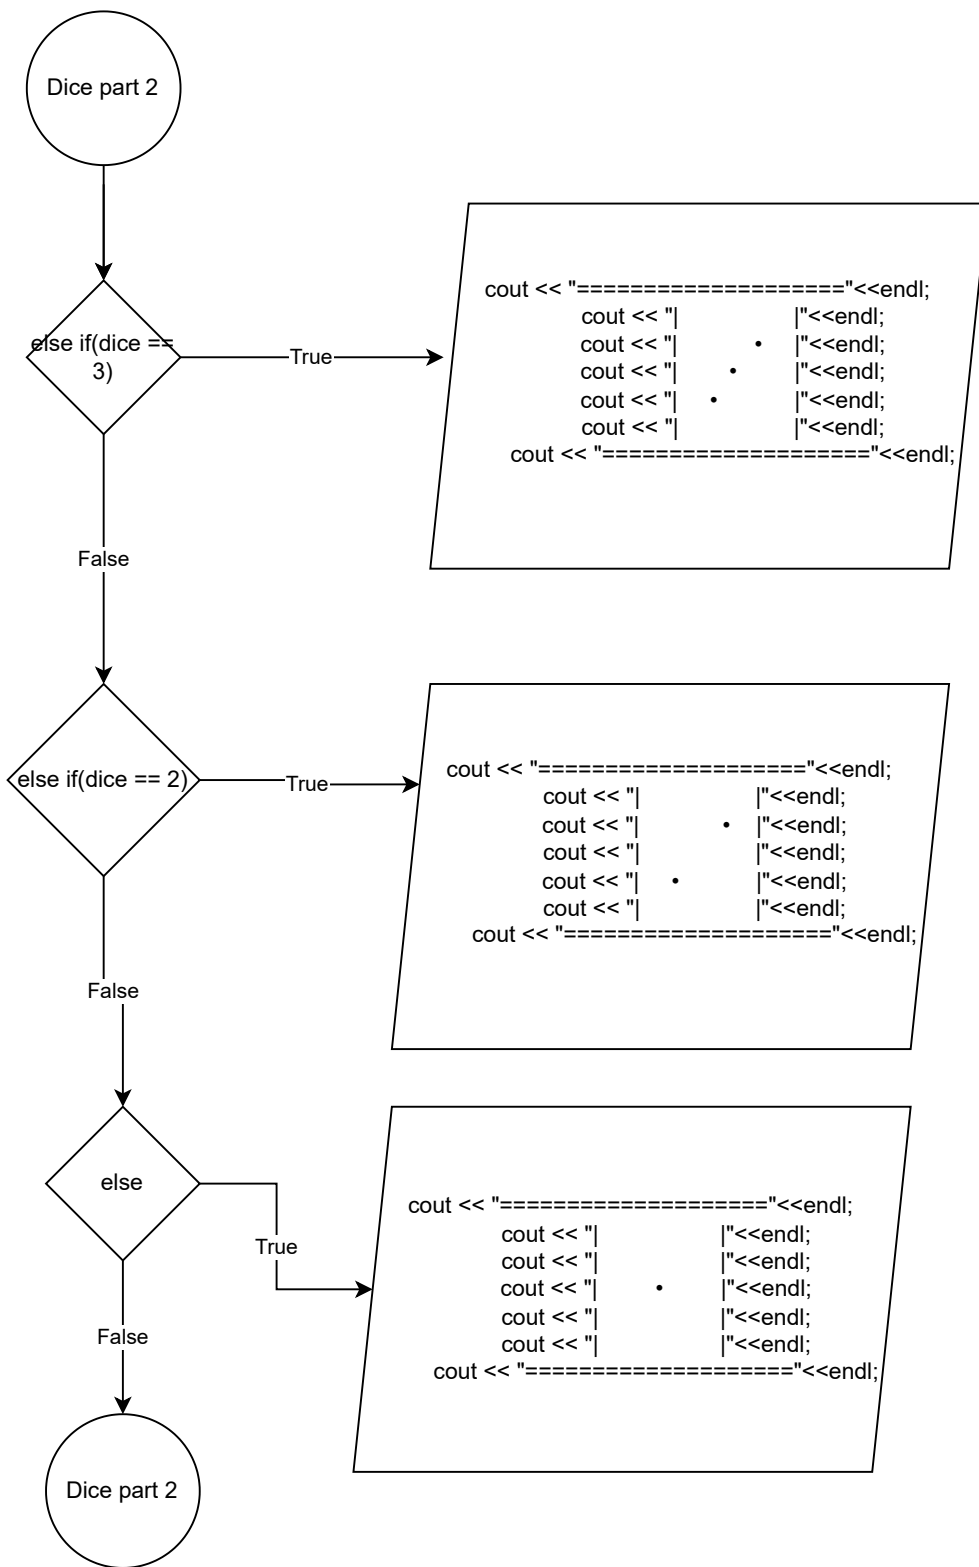 Dice part 2
else if(dice ==
3)
True
cout << "===================="<<endl;
cout << "|                    |"<<endl;
cout << "|             •     |"<<endl;
cout << "|         •         |"<<endl;
cout << "|     •             |"<<endl;
cout << "|                    |"<<endl;
cout << "===================="<<endl;
False
else if(dice == 2)
True
cout << "===================="<<endl;
cout << "|                    |"<<endl;
cout << "|              •    |"<<endl;
cout << "|                    |"<<endl;
cout << "|     •             |"<<endl;
cout << "|                    |"<<endl;
cout << "===================="<<endl;
False
else
True
cout << "===================="<<endl;
cout << "|                    |"<<endl;
cout << "|                    |"<<endl;
cout << "|          •         |"<<endl;
cout << "|                    |"<<endl;
cout << "|                    |"<<endl;
cout << "===================="<<endl;
False
Dice part 2